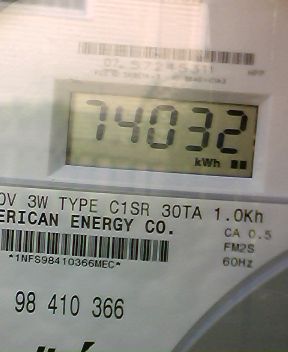 74032
kWh
0V 3W TYPE C1SR 30TA 1.0Kh
ERICAN ENERGY CO.
CA 0.5
FM2S
*1NFS98410366MEC*
60Hz
98 410 366